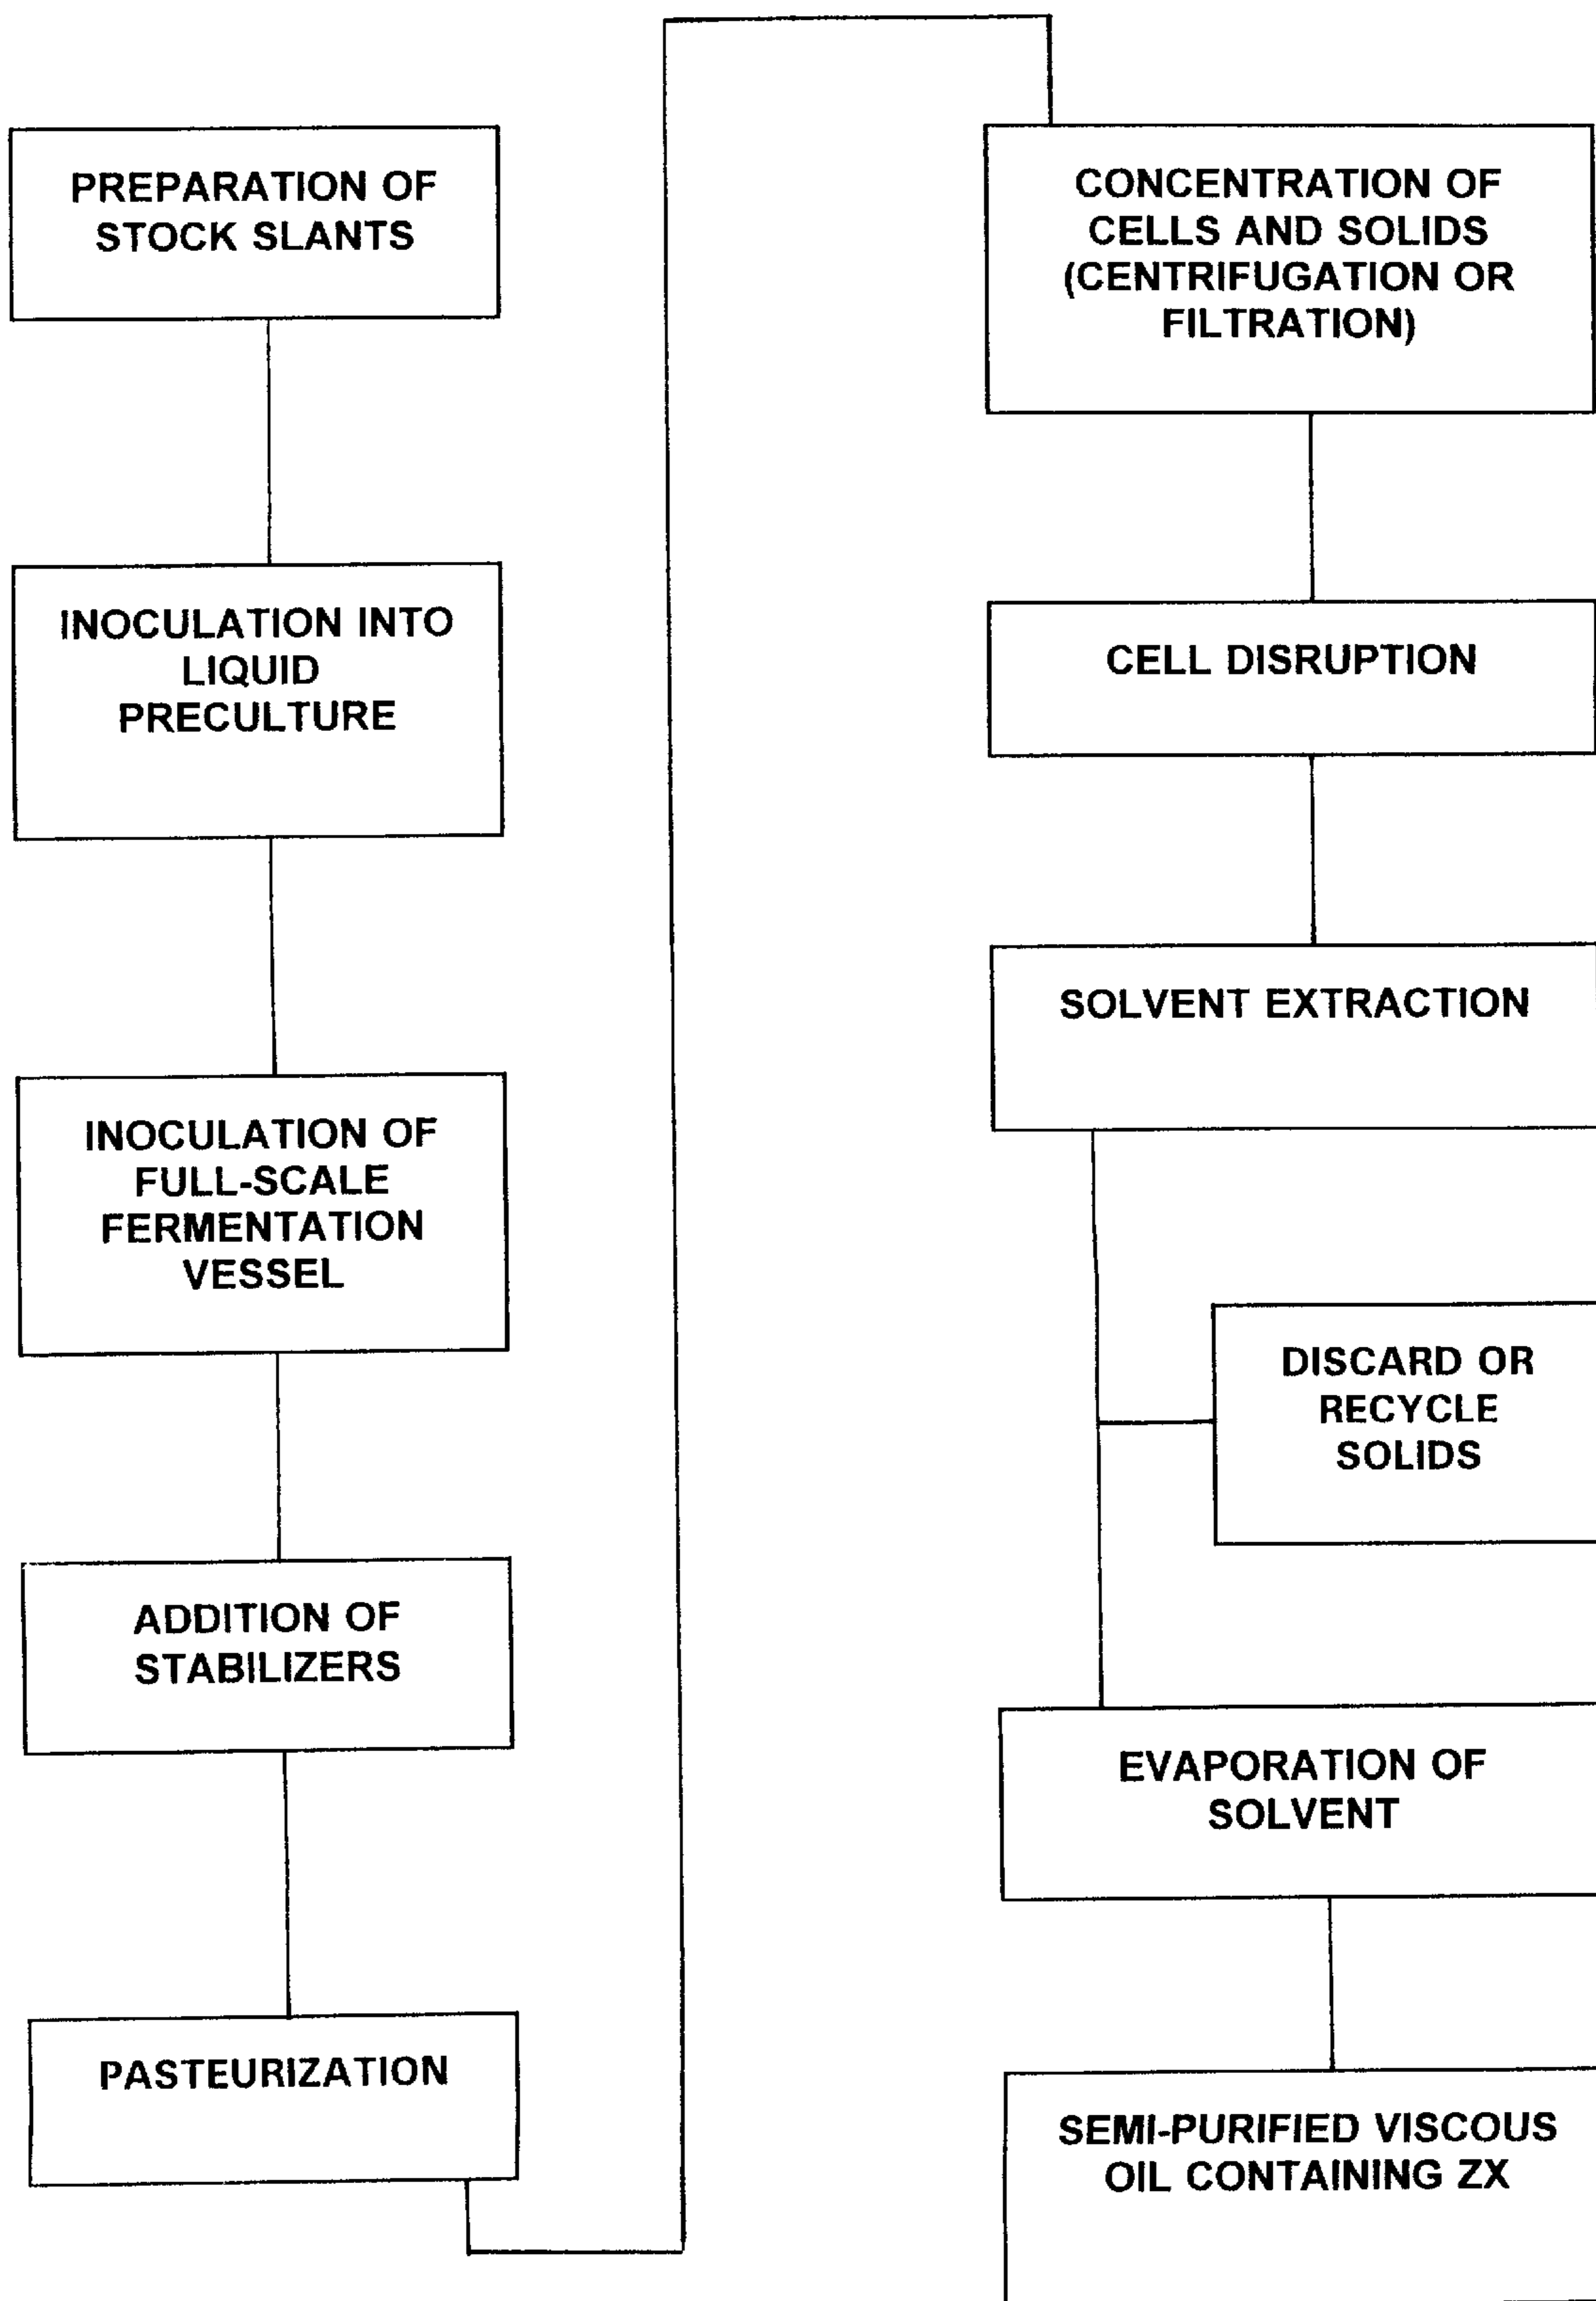 PREPARATION OF
STOCK SLANTS
INOCULATION INTO
LIQUID
PRECULTURE
INOCULATION OF
FULL-SCALE
FERMENTATION
VESSEL
ADDITION OF
STABILIZERS
PASTEURIZATION
CONCENTRATION OF
CELLS AND SOLIDS
(CENTRIFUGATION OR
FILTRATION)
CELL DISRUPTION
SOLVENT EXTRACTION
DISCARD OR
RECYCLE
SOLIDS
EVAPORATION OF
SOLVENT
SEMI-PURIFIED VISCOUS
OIL CONTAINING ZX